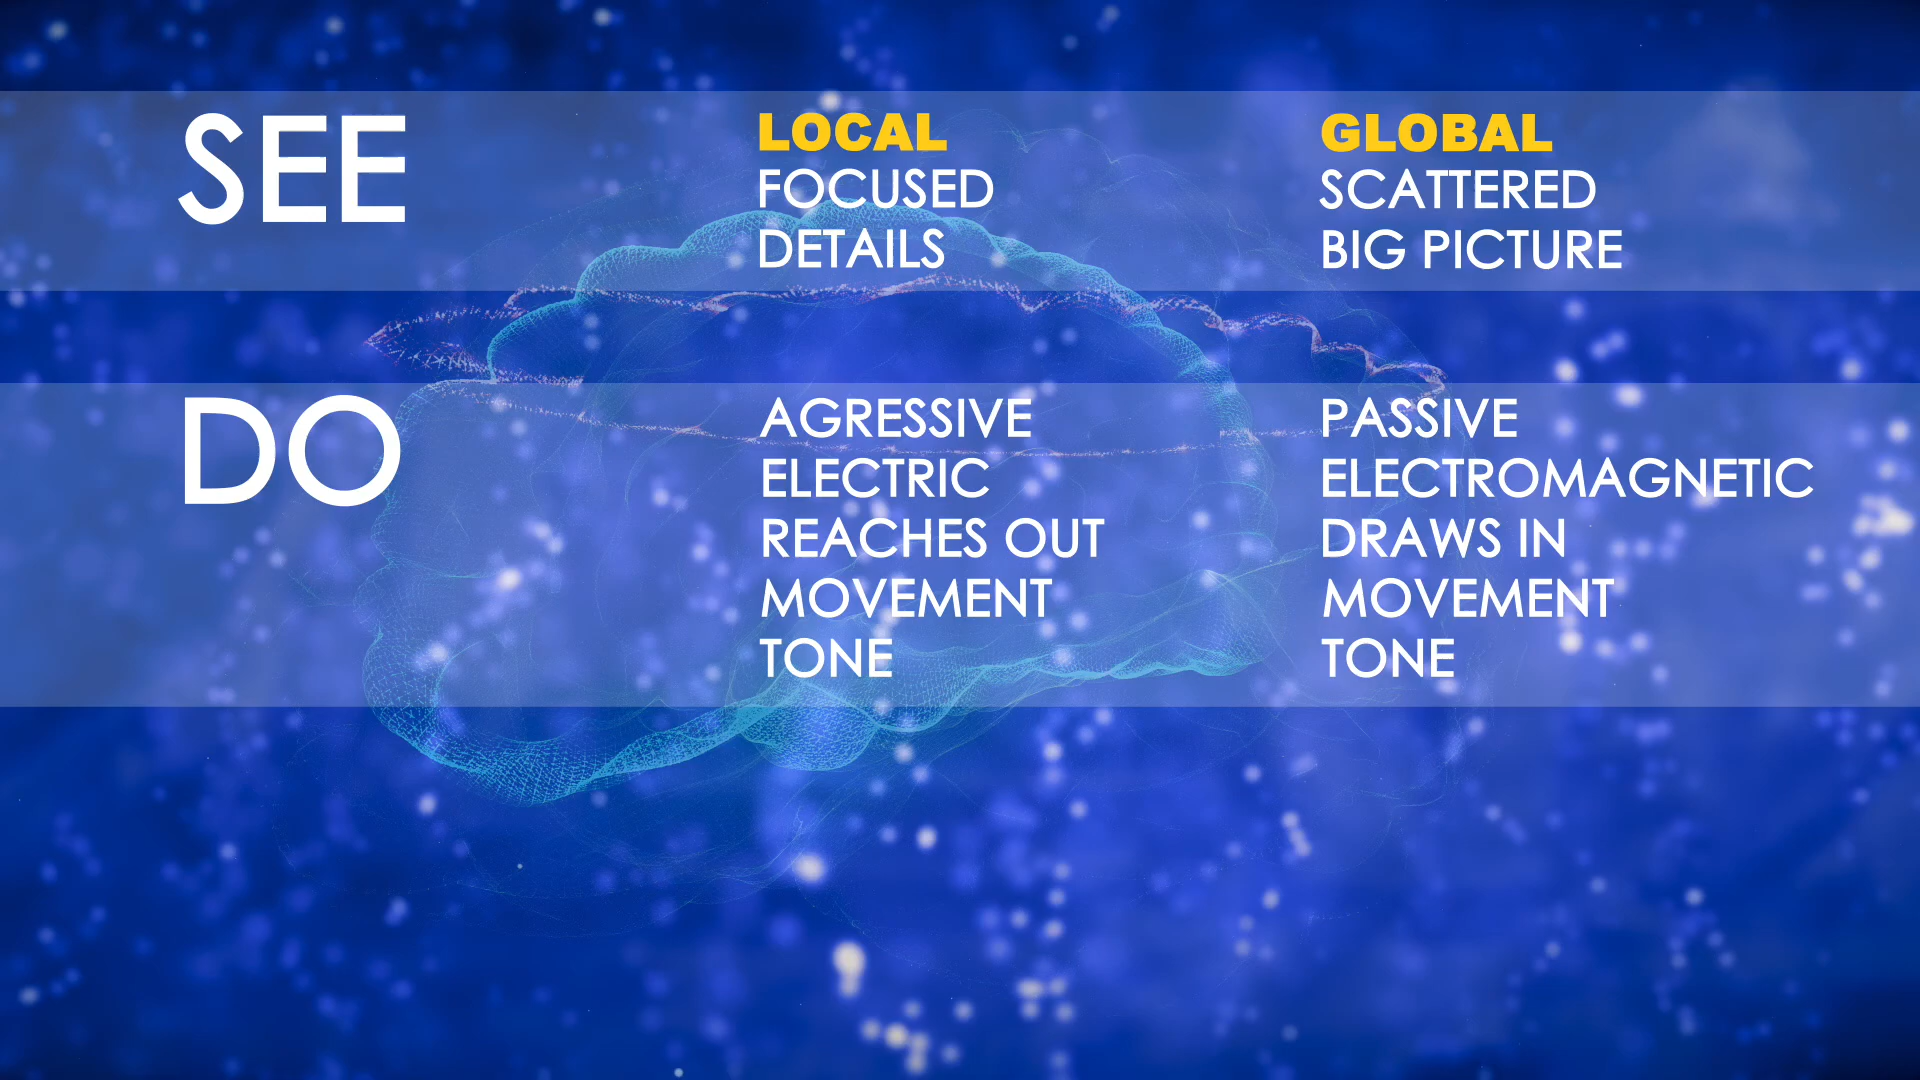 SEE
LOCAL
FOCUSED
DETAILS
GLOBAL
SCATTERED
BIG PICTURE
DO
AGRESSIVE
ELECTRIC
REACHES OUT
MOVEMENT
TONE
PASSIVE
ELECTROMAGNETIC
DRAWS IN
MOVEMENT
TONE